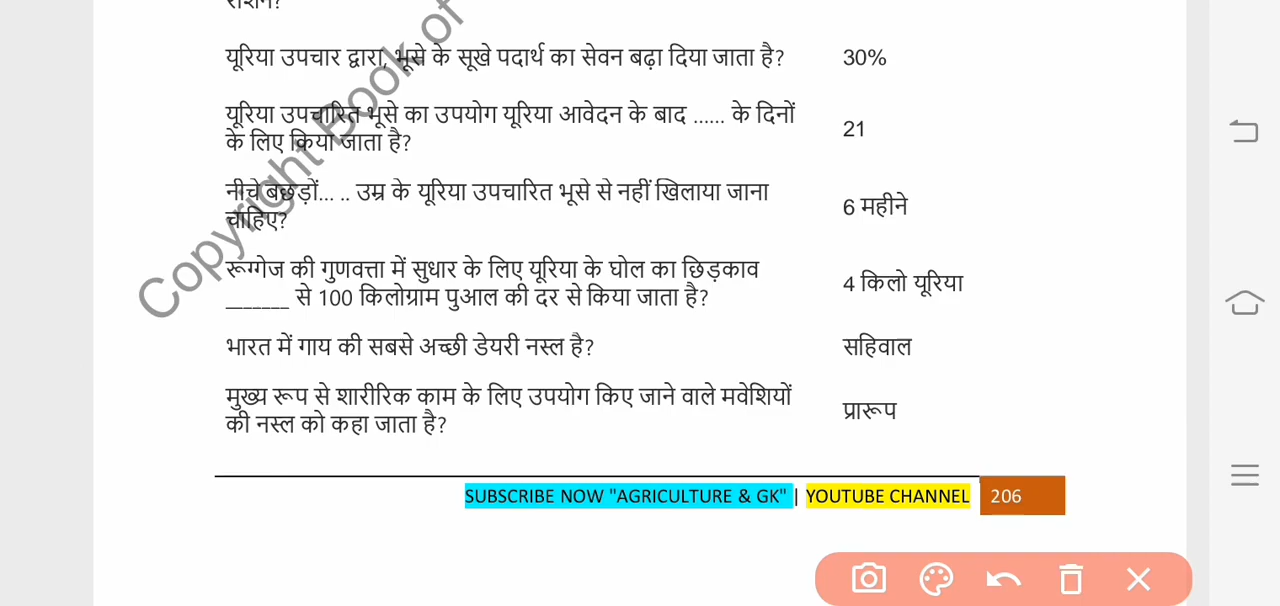 राशन?
यूरिया उपचार द्वारा, भूसे के सूखे पदार्थ का सेवन बढ़ा दिया जाता है? 30%
यूरिया उपचारित भूसे का उपयोग यूरिया आवेदन के बाद ...... के दिनों
के लिए किया जाता है? 21
नीचे बछड़ों... .. उम्र के यूरिया उपचारित भूसे से नहीं खिलाया जाना
चाहिए? 6 महीने
रूग्गेज की गुणवत्ता में सुधार के लिए यूरिया के घोल का छिड़काव
_______ से 100 किलोग्राम पुआल की दर से किया जाता है? 4 किलो यूरिया
भारत में गाय की सबसे अच्छी डेयरी नस्ल है? सहिवाल
मुख्य रूप से शारीरिक काम के लिए उपयोग किए जाने वाले मवेशियों
की नस्ल को कहा जाता है? प्रारूप
SUBSCRIBE NOW "AGRICULTURE & GK" | YOUTUBE CHANNEL 206
Copyright Book of